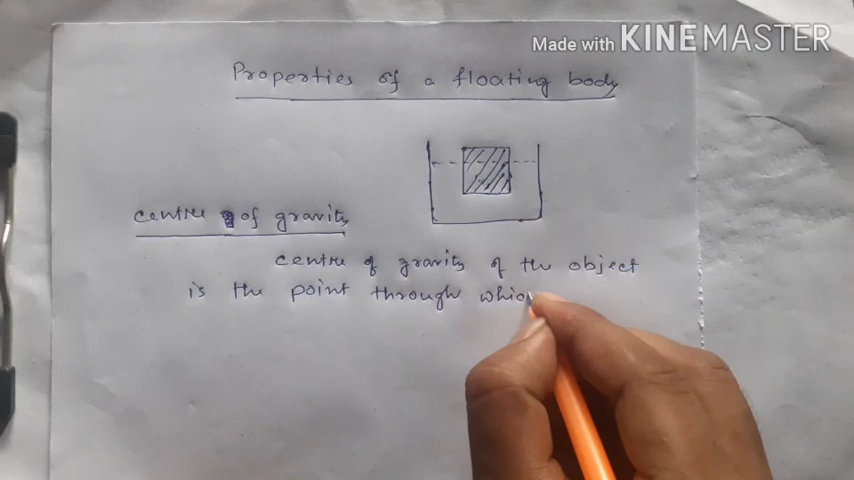 Made with KINEMASTER
Properties of a floating body
centre of gravity
centre of gravity of the object
is the point through whic